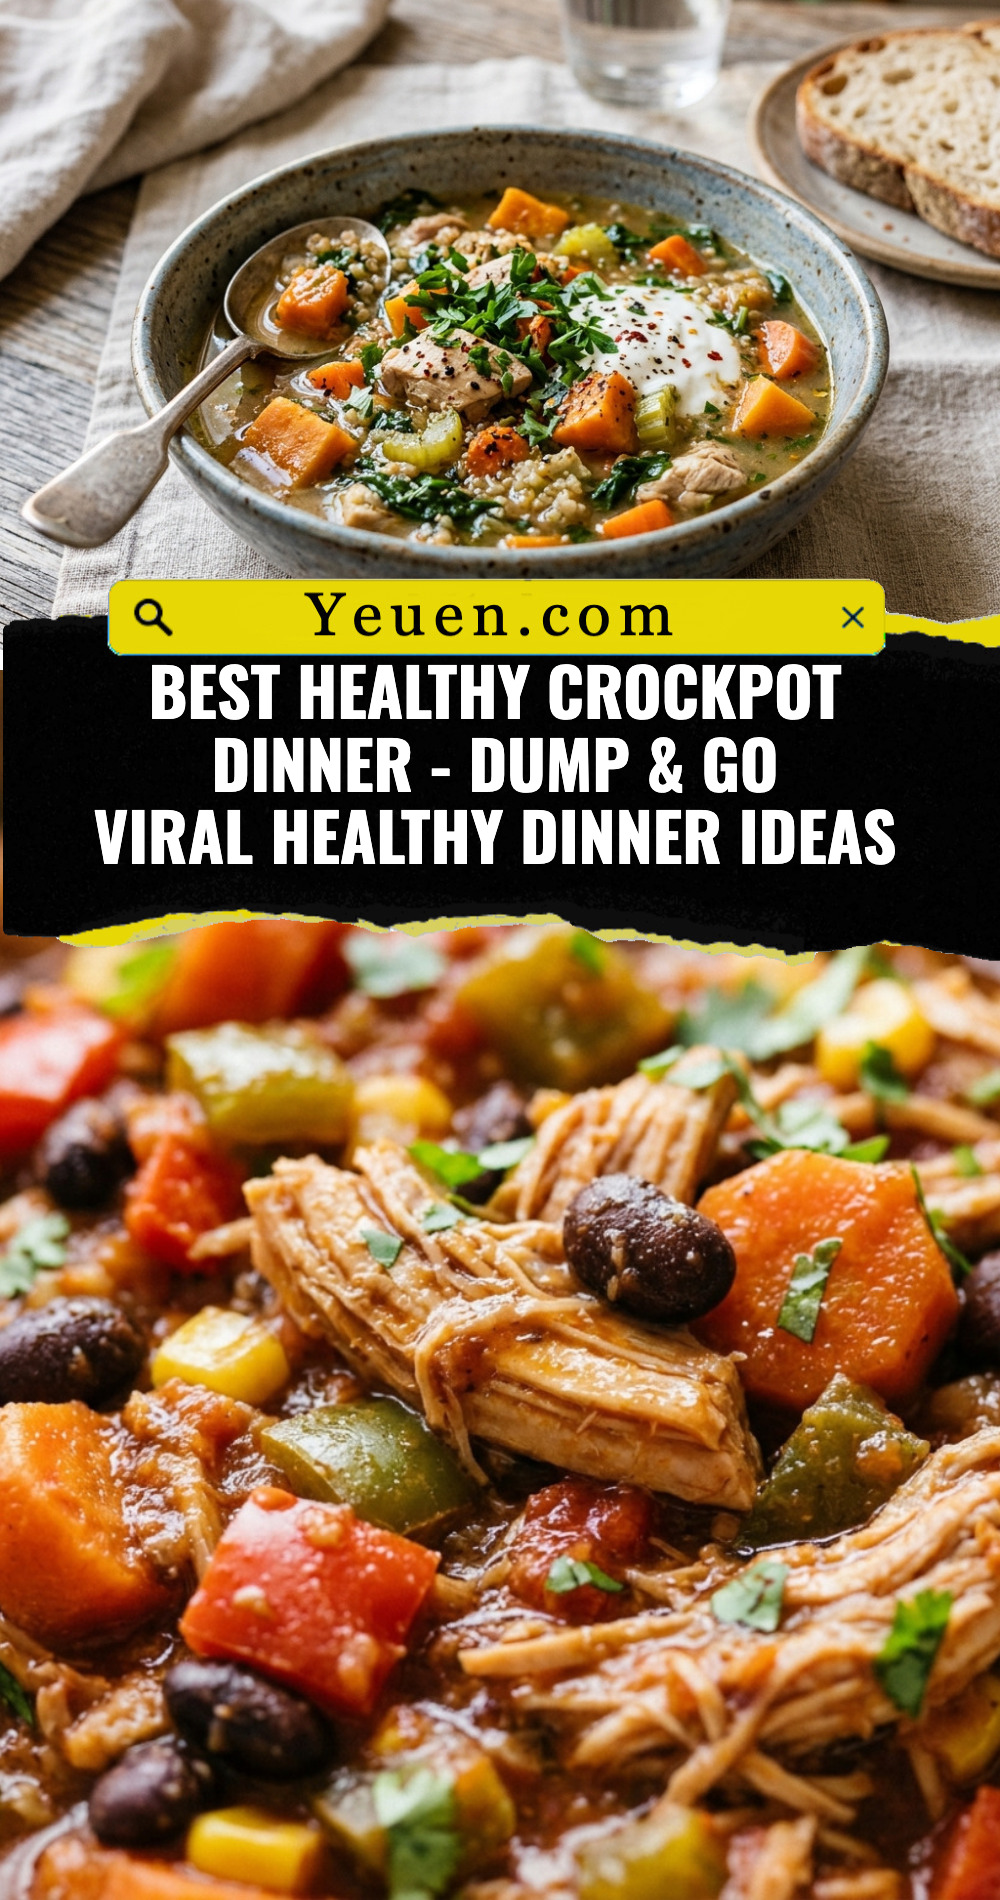 Yeuen.com
BEST HEALTHY CROCKPOT
DINNER - DUMP & GO
VIRAL HEALTHY DINNER IDEAS